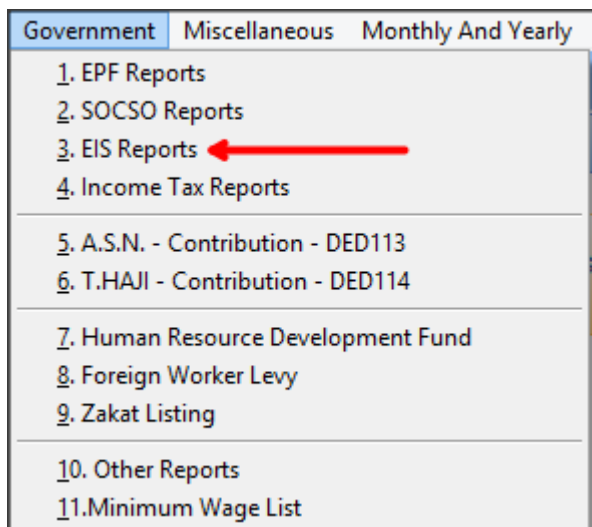 Government Miscellaneous Monthly And Yearly
1. EPF Reports
2. SOCSO Reports
3. EIS Reports
4. Income Tax Reports
5. A.S.N. - Contribution - DED113
6. T.HAJI - Contribution - DED114
7. Human Resource Development Fund
8. Foreign Worker Levy
9. Zakat Listing
10. Other Reports
11.Minimum Wage List